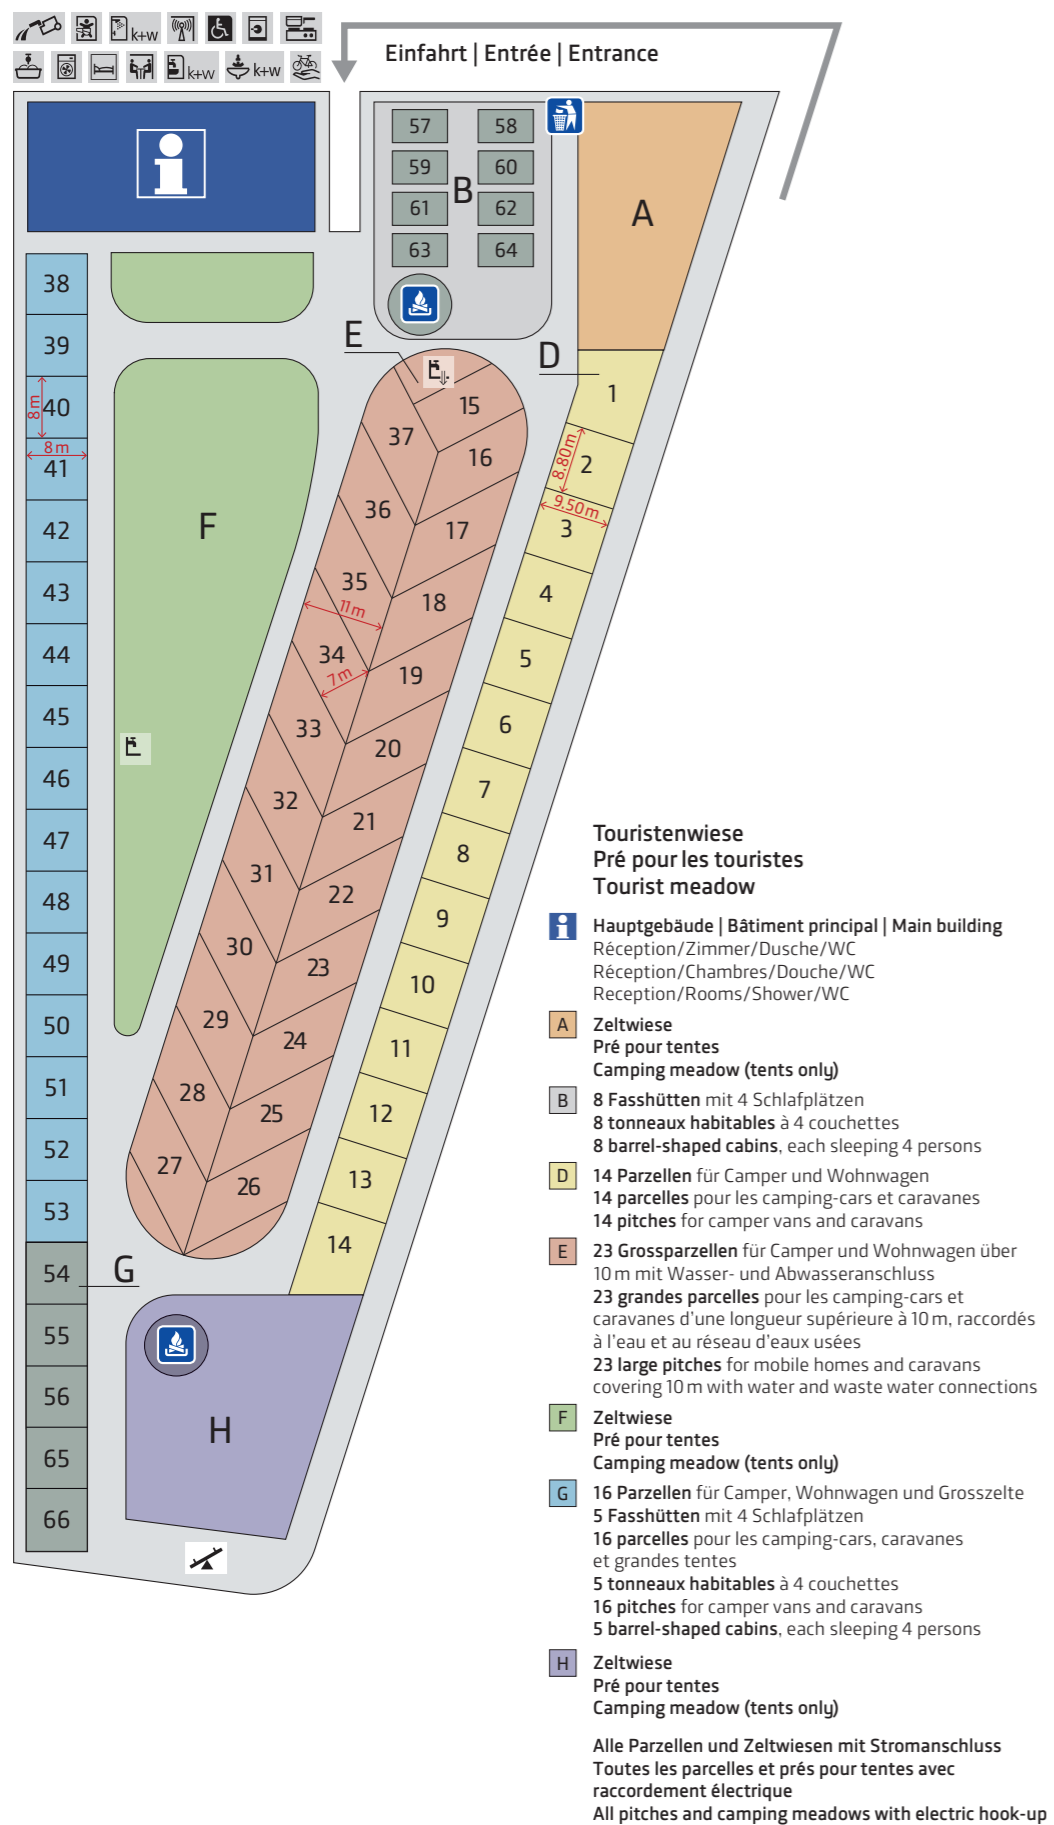 k+w
k+w
k+w
Einfahrt | Entrée | Entrance
57
58
59
60
61
62
63
64
B
A
E
D
F
G
H
38
39
40
41
42
43
44
45
46
47
48
49
50
51
52
53
54
55
56
65
66
8 m
8 m
15
16
17
18
19
20
21
22
23
24
25
26
27
28
29
30
31
32
33
34
35
36
37
11 m
7 m
1
2
3
4
5
6
7
8
9
10
11
12
13
14
8.80 m
9.50 m
Touristenwiese
Pré pour les touristes
Tourist meadow
Hauptgebäude | Bâtiment principal | Main building
Réception/Zimmer/Dusche/WC
Réception/Chambres/Douche/WC
Reception/Rooms/Shower/WC
A Zeltwiese
Pré pour tentes
Camping meadow (tents only)
B 8 Fasshütten mit 4 Schlafplätzen
8 tonneaux habitables à 4 couchettes
8 barrel-shaped cabins, each sleeping 4 persons
D 14 Parzellen für Camper und Wohnwagen
14 parcelles pour les camping-cars et caravanes
14 pitches for camper vans and caravans
E 23 Grossparzellen für Camper und Wohnwagen über
10 m mit Wasser- und Abwasseranschluss
23 grandes parcelles pour les camping-cars et
caravanes d'une longueur supérieure à 10 m, raccordés
à l'eau et au réseau d'eaux usées
23 large pitches for mobile homes and caravans
covering 10 m with water and waste water connections
F Zeltwiese
Pré pour tentes
Camping meadow (tents only)
G 16 Parzellen für Camper, Wohnwagen und Grosszelte
5 Fasshütten mit 4 Schlafplätzen
16 parcelles pour les camping-cars, caravanes
et grandes tentes
5 tonneaux habitables à 4 couchettes
16 pitches for camper vans and caravans
5 barrel-shaped cabins, each sleeping 4 persons
H Zeltwiese
Pré pour tentes
Camping meadow (tents only)
Alle Parzellen und Zeltwiesen mit Stromanschluss
Toutes les parcelles et prés pour tentes avec
raccordement électrique
All pitches and camping meadows with electric hook-up